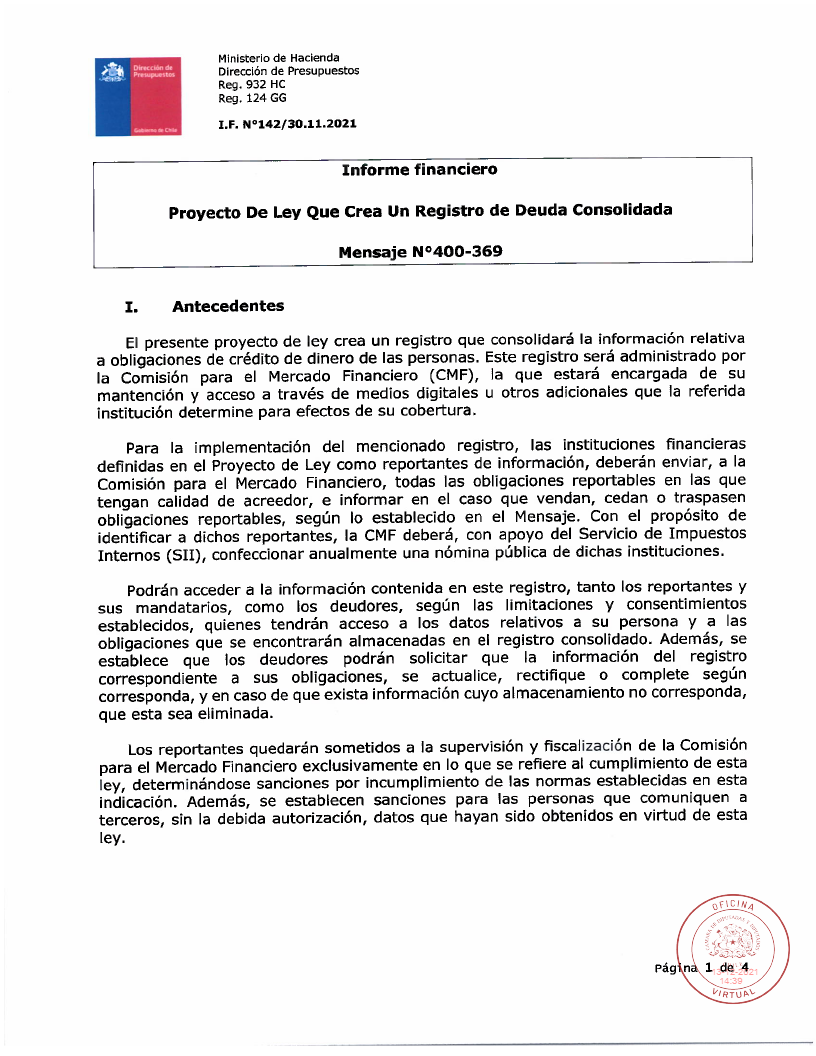 Dirección de
Presupuestos
Gobierno de Chile
Ministerio de Hacienda
Dirección de Presupuestos
Reg. 932 HC
Reg. 124 GG
I.F. N°142/30.11.2021
Informe financiero
Proyecto De Ley Que Crea Un Registro de Deuda Consolidada
Mensaje N°400-369
I. Antecedentes
El presente proyecto de ley crea un registro que consolidará la información relativa
a obligaciones de crédito de dinero de las personas. Este registro será administrado por
la Comisión para el Mercado Financiero (CMF), la que estará encargada de su
mantención y acceso a través de medios digitales u otros adicionales que la referida
institución determine para efectos de su cobertura.
Para la implementación del mencionado registro, las instituciones financieras
definidas en el Proyecto de Ley como reportantes de información, deberán enviar, a la
Comisión para el Mercado Financiero, todas las obligaciones reportables en las que
tengan calidad de acreedor, e informar en el caso que vendan, cedan o traspasen
obligaciones reportables, según lo establecido en el Mensaje. Con el propósito de
identificar a dichos reportantes, la CMF deberá, con apoyo del Servicio de Impuestos
Internos (SII), confeccionar anualmente una nómina pública de dichas instituciones.
Podrán acceder a la información contenida en este registro, tanto los reportantes y
sus mandatarios, como los deudores, según las limitaciones y consentimientos
establecidos, quienes tendrán acceso a los datos relativos a su persona y a las
obligaciones que se encontrarán almacenadas en el registro consolidado. Además, se
establece que los deudores podrán solicitar que la información del registro
correspondiente a sus obligaciones, se actualice, rectifique o complete según
corresponda, y en caso de que exista información cuyo almacenamiento no corresponda,
que esta sea eliminada.
Los reportantes quedarán sometidos a la supervisión y fiscalización de la Comisión
para el Mercado Financiero exclusivamente en lo que se refiere al cumplimiento de esta
ley, determinándose sanciones por incumplimiento de las normas establecidas en esta
indicación. Además, se establecen sanciones para las personas que comuniquen a
terceros, sin la debida autorización, datos que hayan sido obtenidos en virtud de esta
ley.
OFICINA
Página 1 de 4
14:39
VIRTUAL